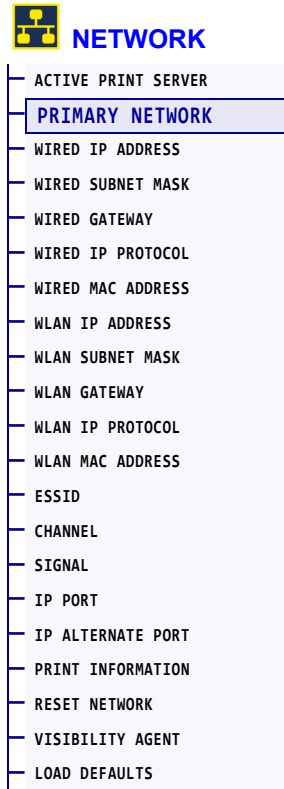 NETWORK
ACTIVE PRINT SERVER
PRIMARY NETWORK
WIRED IP ADDRESS
WIRED SUBNET MASK
WIRED GATEWAY
WIRED IP PROTOCOL
WIRED MAC ADDRESS
WLAN IP ADDRESS
WLAN SUBNET MASK
WLAN GATEWAY
WLAN IP PROTOCOL
WLAN MAC ADDRESS
ESSID
CHANNEL
SIGNAL
IP PORT
IP ALTERNATE PORT
PRINT INFORMATION
RESET NETWORK
VISIBILITY AGENT
LOAD DEFAULTS